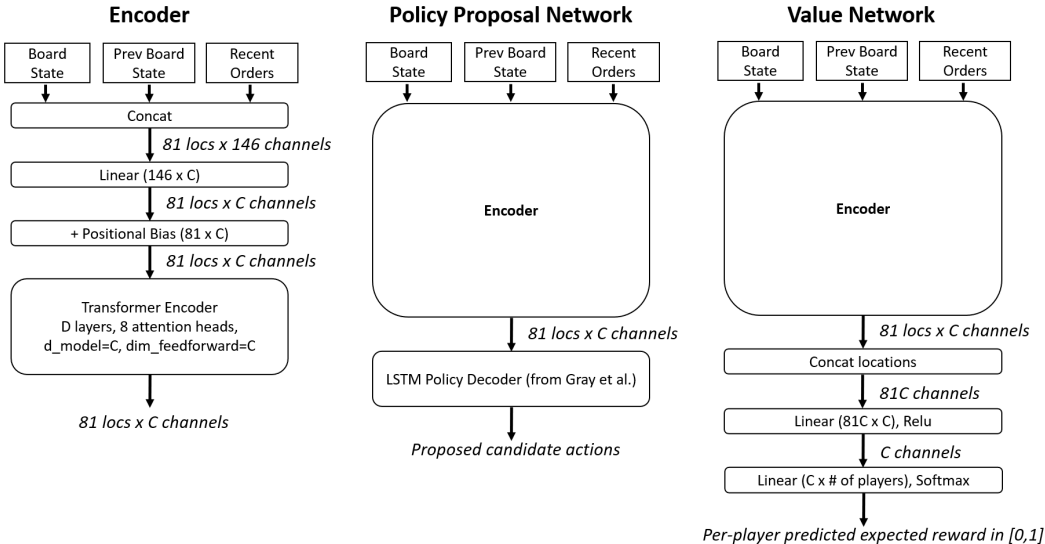 Encoder
Board
State
Prev Board
State
Recent
Orders
Concat
81 locs x 146 channels
Linear (146 x C)
81 locs x C channels
+ Positional Bias (81 x C)
81 locs x C channels
Transformer Encoder
D layers, 8 attention heads,
d_model=C, dim_feedforward=C
81 locs x C channels
Policy Proposal Network
Board
State
Prev Board
State
Recent
Orders
Encoder
81 locs x C channels
LSTM Policy Decoder (from Gray et al.)
Proposed candidate actions
Value Network
Board
State
Prev Board
State
Recent
Orders
Encoder
81 locs x C channels
Concat locations
81C channels
Linear (81C x C), Relu
C channels
Linear (C x # of players), Softmax
Per-player predicted expected reward in [0,1]